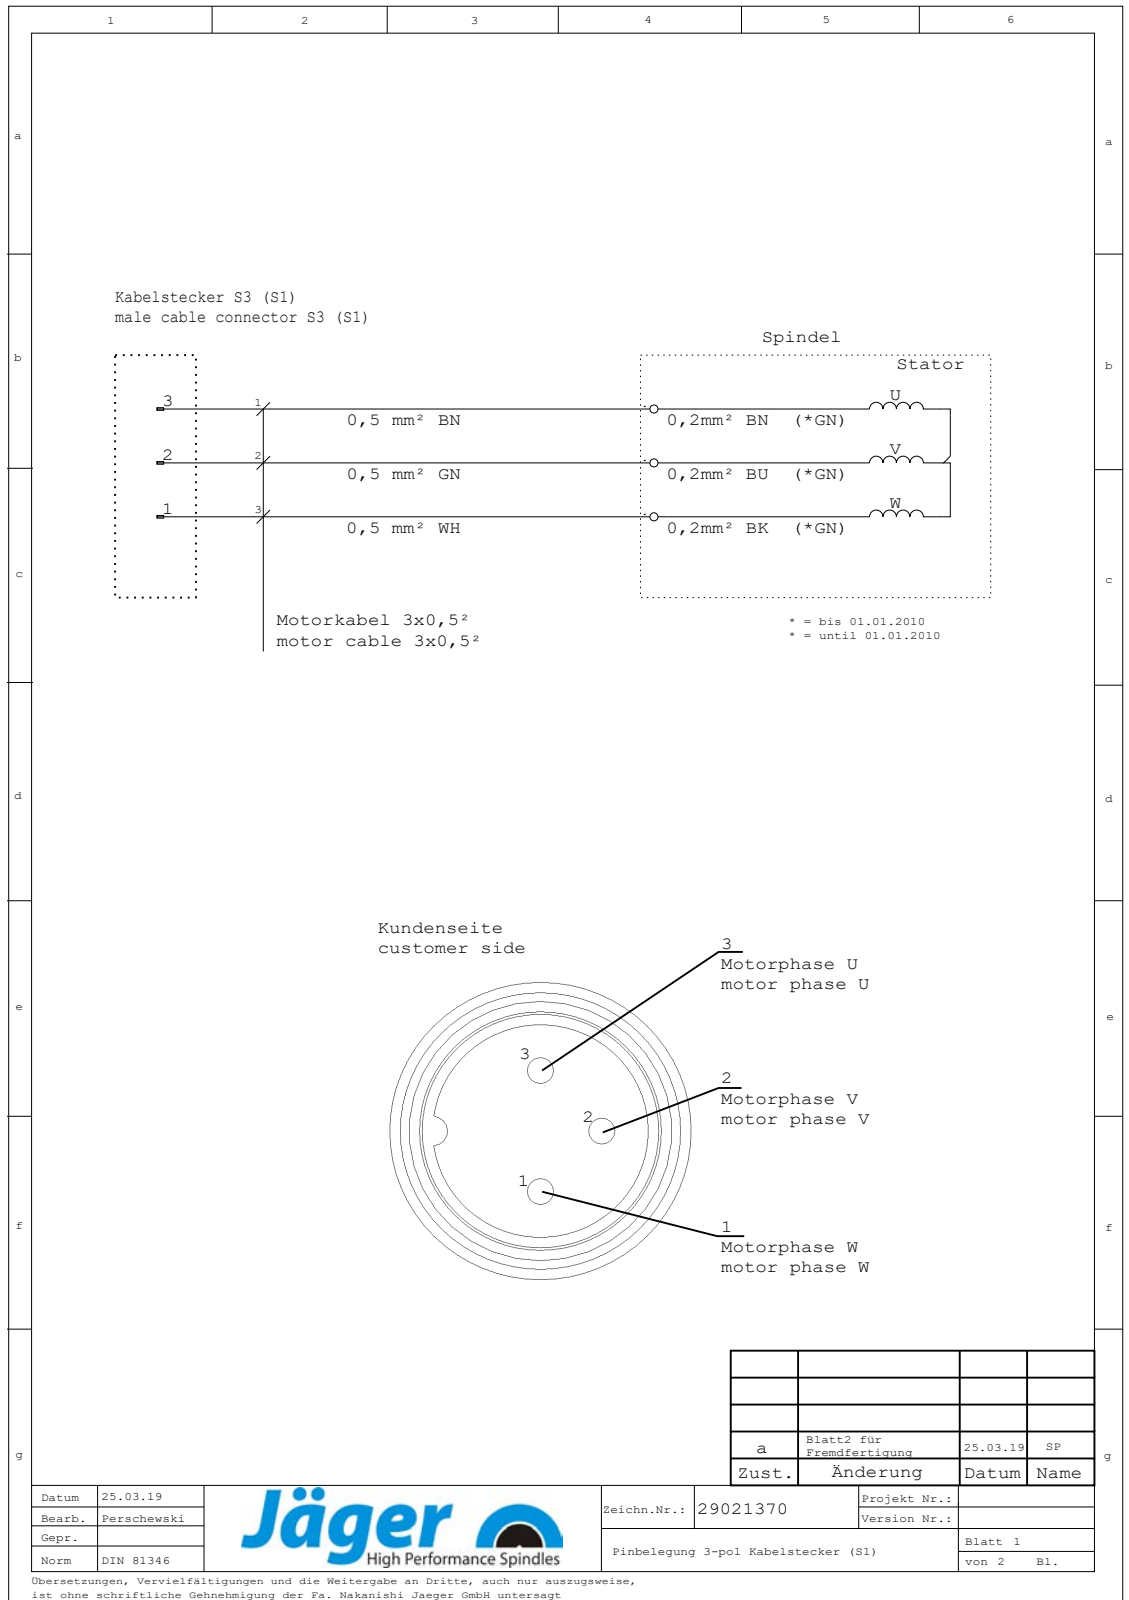 1 2 3 4 5 6
a a
Kabelstecker S3 (S1)
male cable connector S3 (S1)
Spindel
b b
Stator
3 1 U
0,5 mm² BN 0,2mm² BN (*GN)
2 2 V
0,5 mm² GN 0,2mm² BU (*GN)
1 3 W
0,5 mm² WH 0,2mm² BK (*GN)
c c
Motorkabel 3x0,5²
motor cable 3x0,5²
* = bis 01.01.2010
* = until 01.01.2010
d d
Kundenseite
customer side
3
Motorphase U
motor phase U
e e
3
2
Motorphase V
motor phase V
2
1
1
Motorphase W
motor phase W
f f
g g
a Blatt2 für
Fremdfertigung 25.03.19 SP
Zust. Änderung Datum Name
Datum 25.03.19
Bearb. Perschewski
Gepr.
Norm DIN 81346
Jäger
High Performance Spindles
Zeichn.Nr.: 29021370
Projekt Nr.:
Version Nr.:
Pinbelegung 3-pol Kabelstecker (S1)
Blatt 1
von 2 Bl.
Übersetzungen, Vervielfältigungen und die Weitergabe an Dritte, auch nur auszugsweise,
ist ohne schriftliche Gehnehmigung der Fa. Nakanishi Jaeger GmbH untersagt